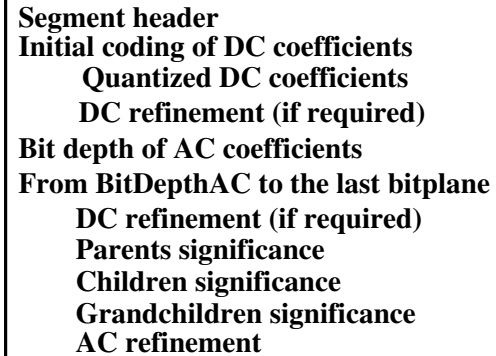 Segment header
Initial coding of DC coefficients
Quantized DC coefficients
DC refinement (if required)
Bit depth of AC coefficients
From BitDepthAC to the last bitplane
DC refinement (if required)
Parents significance
Children significance
Grandchildren significance
AC refinement